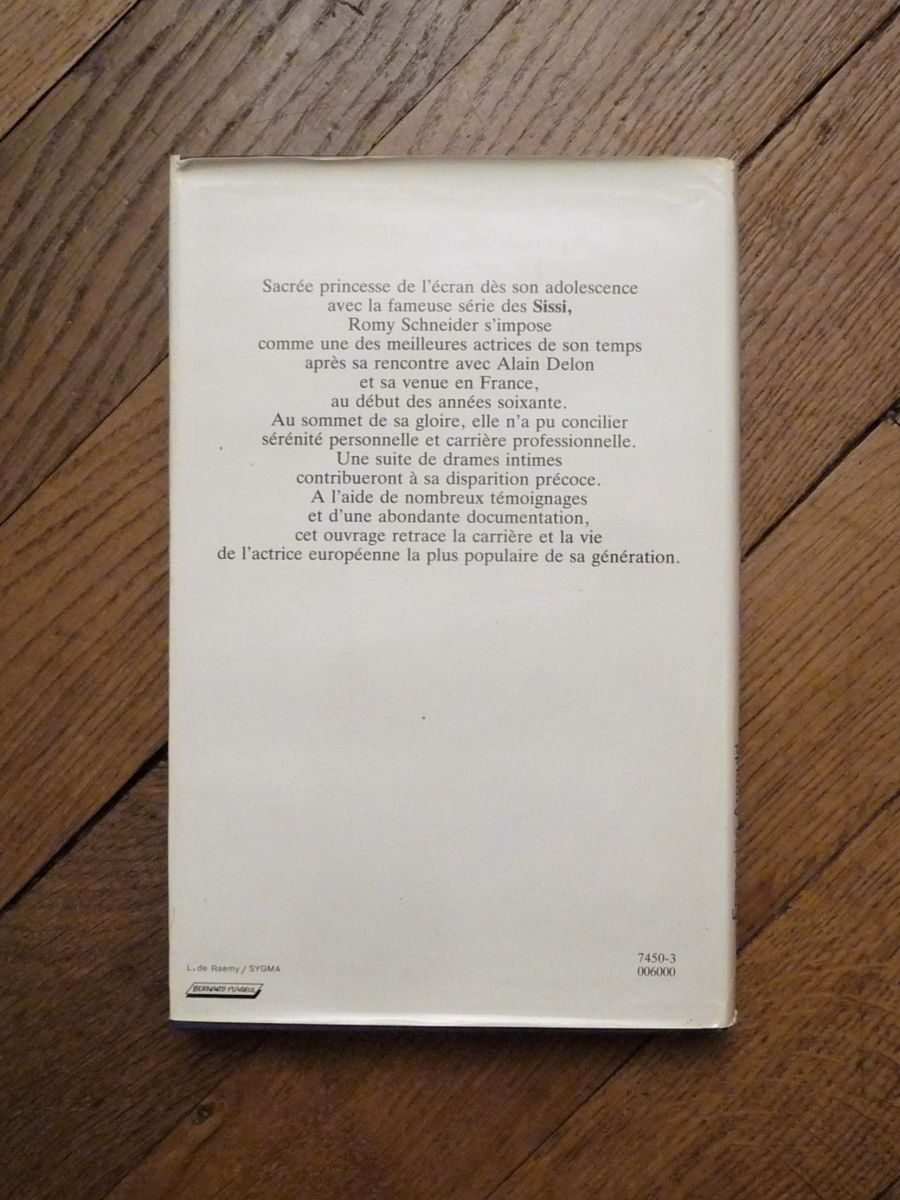 Sacrée princesse de l'écran dès son adolescence
avec la fameuse série des Sissi,
Romy Schneider s'impose
comme une des meilleures actrices de son temps
après sa rencontre avec Alain Delon
et sa venue en France,
au début des années soixante.
Au sommet de sa gloire, elle n'a pu concilier
sérénité personnelle et carrière professionnelle.
Une suite de drames intimes
contribueront à sa disparition précoce.
A l'aide de nombreux témoignages
et d'une abondante documentation,
cet ouvrage retrace la carrière et la vie
de l'actrice européenne la plus populaire de sa génération.
L. de Raemy / SYGMA
BERNARD
7450-3
006000